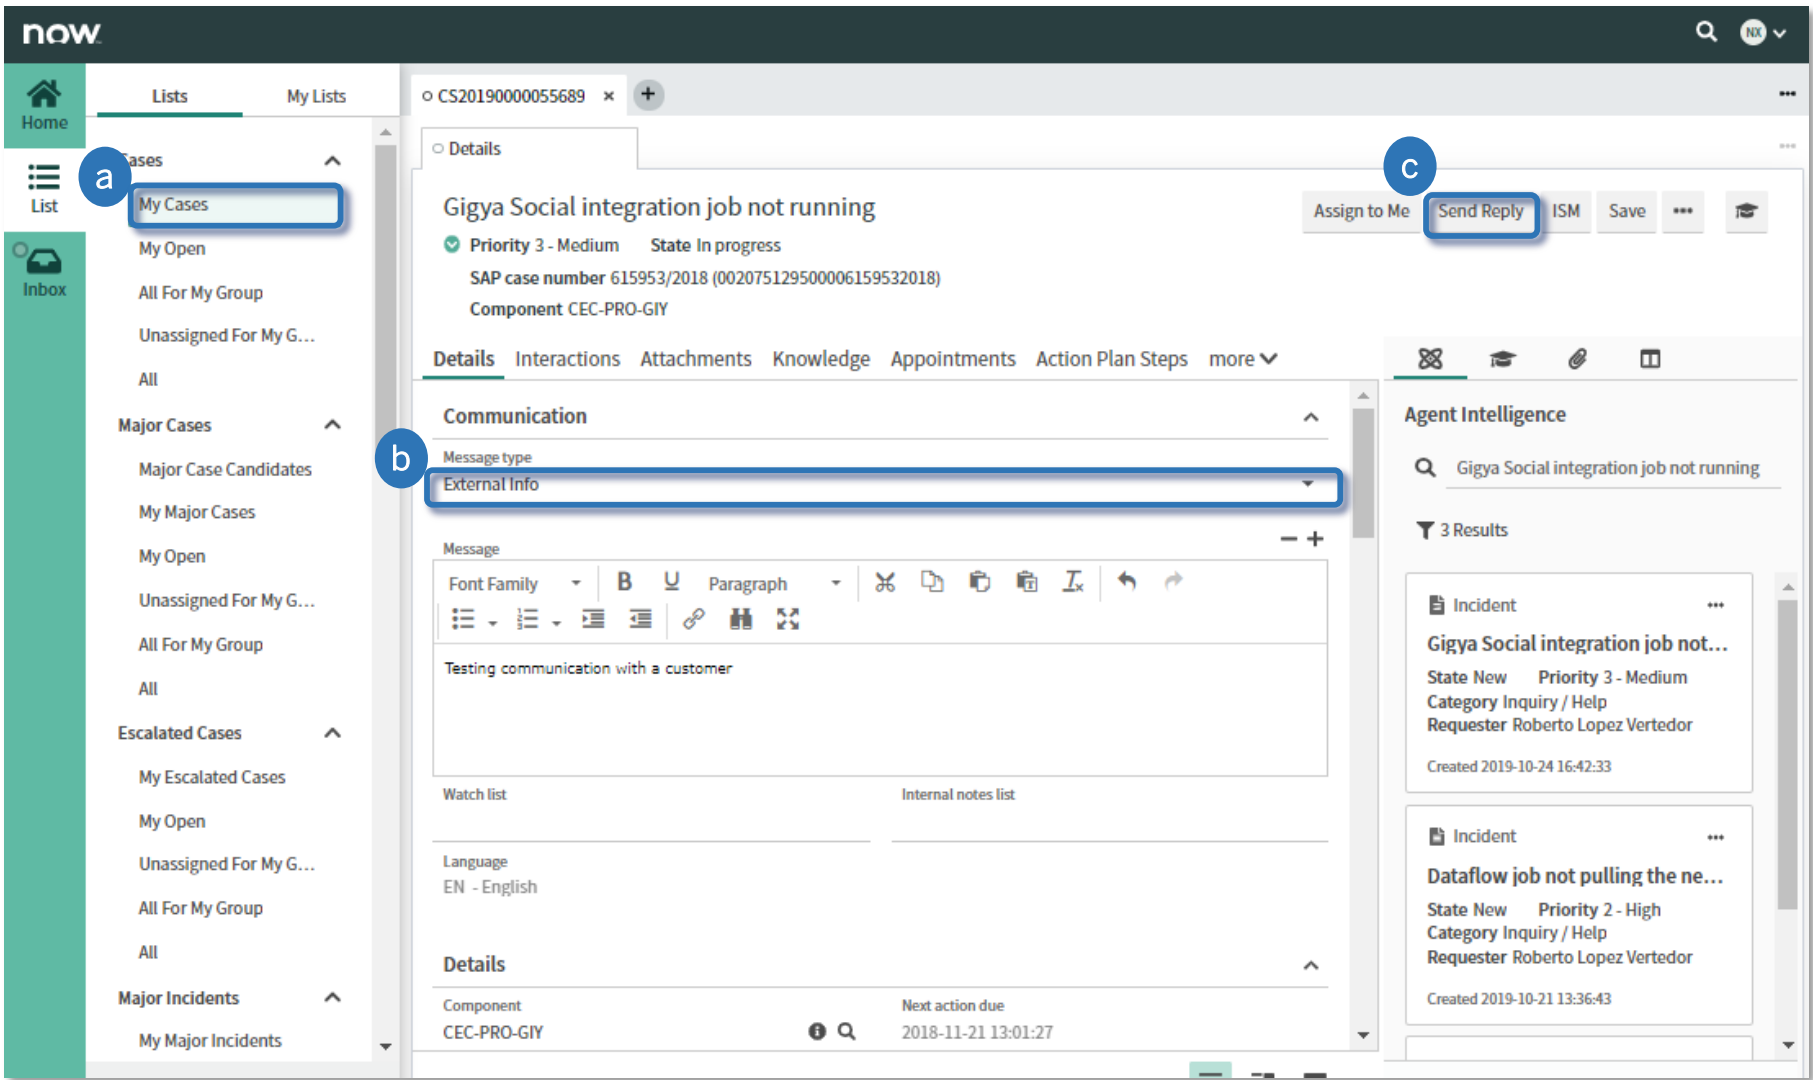 now.
NX
Home
List
Inbox
Lists
My Lists
Cases
a
My Cases
My Open
All For My Group
Unassigned For My G...
All
Major Cases
Major Case Candidates
My Major Cases
My Open
Unassigned For My G...
All For My Group
All
Escalated Cases
My Escalated Cases
My Open
Unassigned For My G...
All For My Group
All
Major Incidents
My Major Incidents
CS20190000055689
Details
Gigya Social integration job not running
Priority 3 - Medium State In progress
SAP case number 615953/2018 (002075129500006159532018)
Component CEC-PRO-GIY
c
Assign to Me Send Reply ISM Save
Details Interactions Attachments Knowledge Appointments Action Plan Steps more
Communication
b
Message type
External Info
Message
Font Family B U Paragraph
Testing communication with a customer
Watch list
Internal notes list
Language
EN - English
Details
Component
CEC-PRO-GIY
Next action due
2018-11-21 13:01:27
Agent Intelligence
Gigya Social integration job not running
3 Results
Incident
Gigya Social integration job not...
State New Priority 3 - Medium
Category Inquiry / Help
Requester Roberto Lopez Vertedor
Created 2019-10-24 16:42:33
Incident
Dataflow job not pulling the ne...
State New Priority 2 - High
Category Inquiry / Help
Requester Roberto Lopez Vertedor
Created 2019-10-21 13:36:43